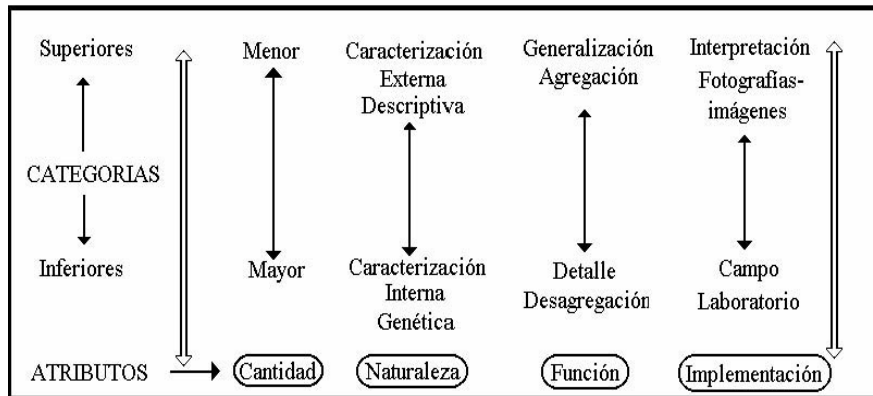 Superiores
Menor
Caracterización
Externa
Descriptiva
Generalización
Agregación
Interpretación
Fotografías-
imágenes
CATEGORIAS
Inferiores
Mayor
Caracterización
Interna
Genética
Detalle
Desagregación
Campo
Laboratorio
ATRIBUTOS
Cantidad
Naturaleza
Función
Implementación